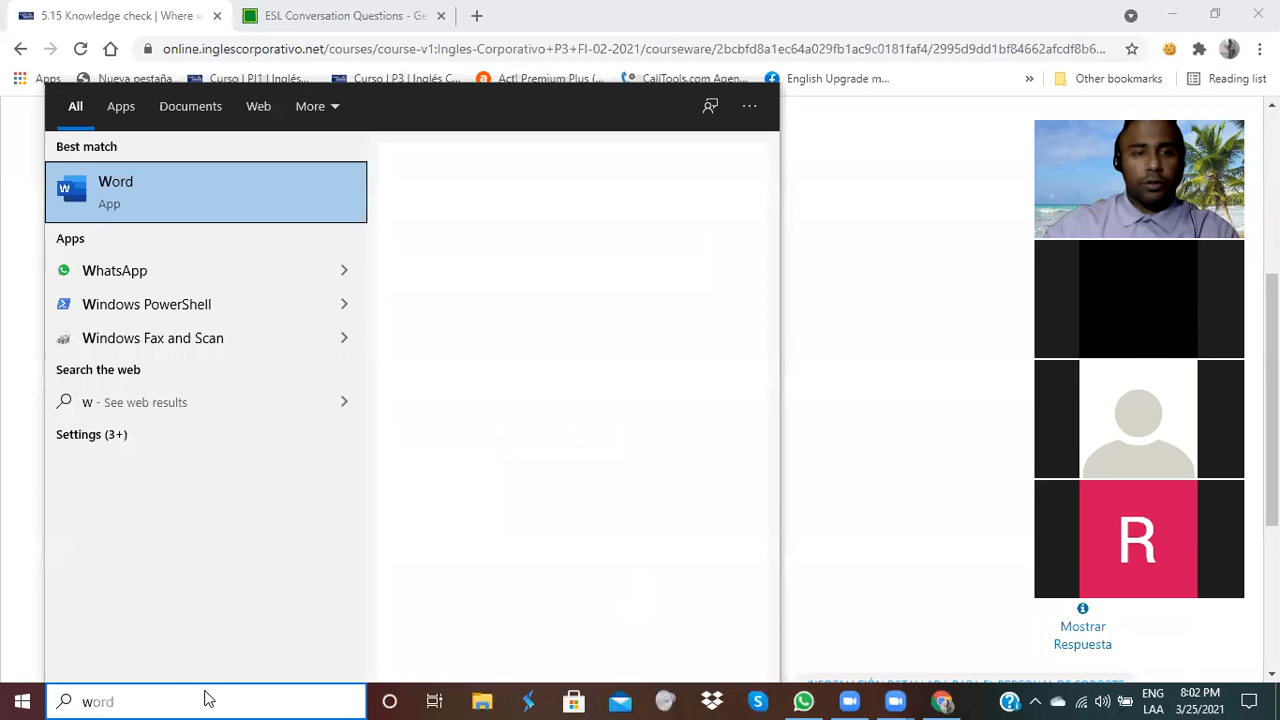 5.15 Knowledge check | Where w
ESL Conversation Questions - Ge
online.inglescorporativo.net/courses/course-v1:Ingles-Corporativo+P3+FI-02-2021/courseware/2bcbfd8a1ec64a029fb1ac9c0181faf4/2995d9dd1bf84662afcdf8b6...
Apps
Nueva pestaña
Curso | PI1 | Inglés...
Curso | P3 | Inglés C...
Act! Premium Plus (...
CallTools.com Agen...
English Upgrade m...
»
Other bookmarks
Reading list
All
Apps
Documents
Web
More
Best match
Word
App
Apps
WhatsApp
Windows PowerShell
Windows Fax and Scan
Search the web
w - See web results
Settings (3+)
R
Mostrar
Respuesta
word
ENG
LAA
8:02 PM
3/25/2021